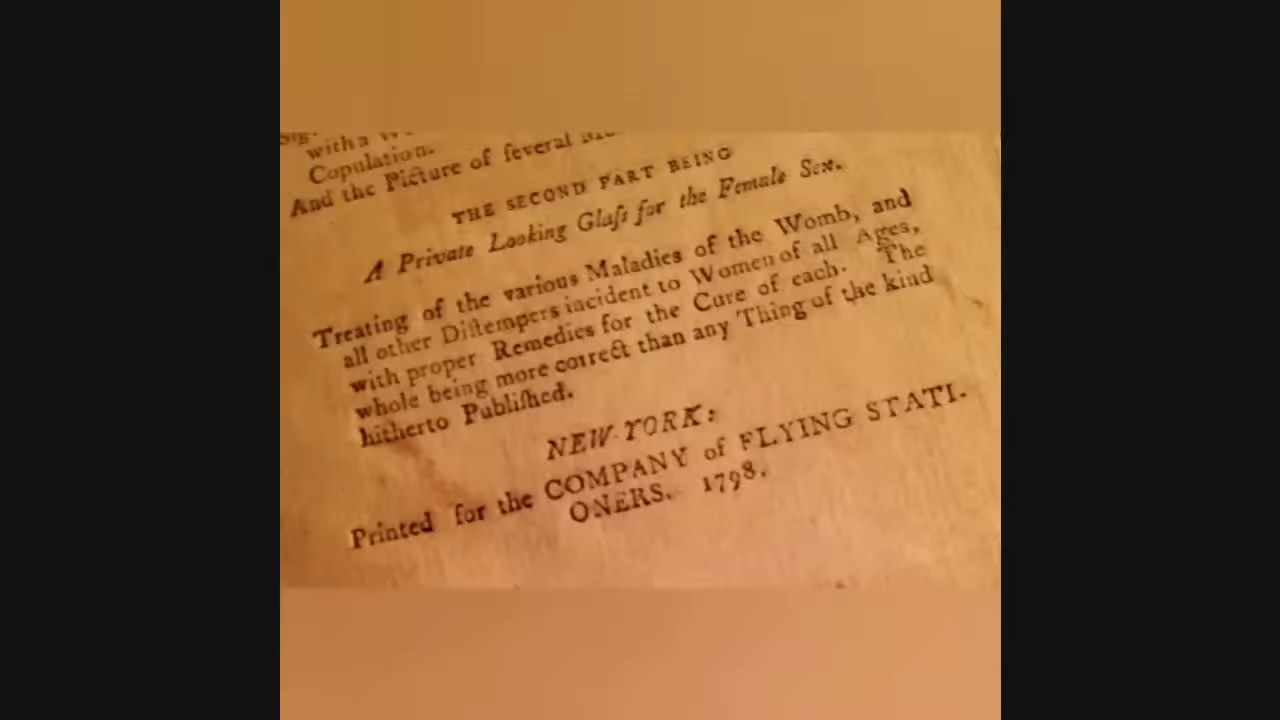 Sig.
with a
Copulation.
And the Picture of ſeveral
THE SECOND PART BEING
A Private Looking Glaſs for the Female Sex.
Treating of the various Maladies of the Womb, and
all other Diſtempers incident to Women of all Ages,
with proper Remedies for the Cure of each. The
whole being more correct than any Thing of the kind
hitherto Publiſhed.
NEW-YORK:
Printed for the COMPANY of FLYING STATI-
ONERS. 1798.